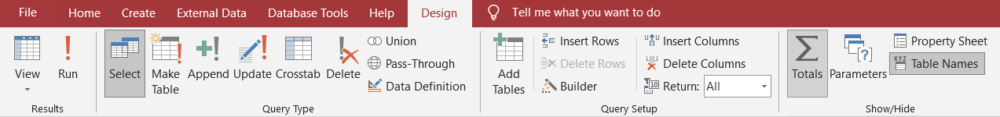 File Home Create External Data Database Tools Help Design Tell me what you want to do
View
Run
Results
Select
Make
Table
Append
Update
Crosstab
Delete
Union
Pass-Through
Data Definition
Query Type
Add
Tables
Insert Rows
Delete Rows
Builder
Insert Columns
Delete Columns
10
Return: All
Query Setup
Σ
Totals
[?]
Parameters
Property Sheet
XYZ
Table Names
Show/Hide